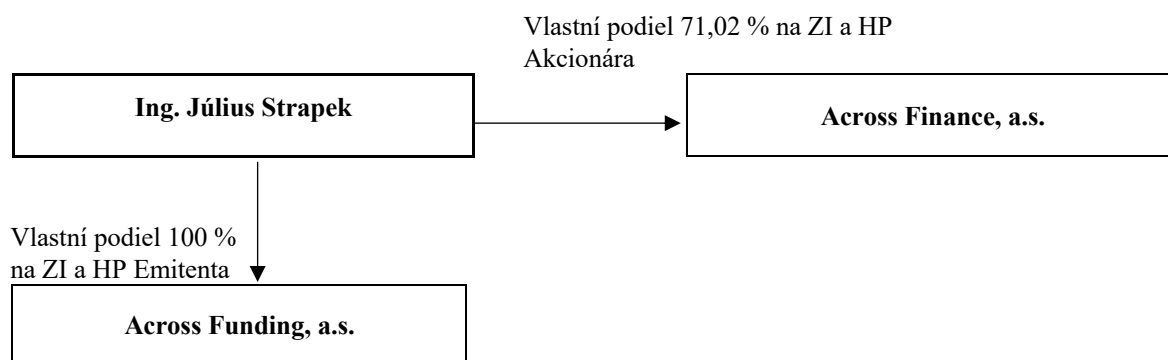 Vlastní podiel 71,02 % na ZI a HP
Akcionára
Ing. Július Strapek
Across Finance, a.s.
Vlastní podiel 100 %
na ZI a HP Emitenta
Across Funding, a.s.